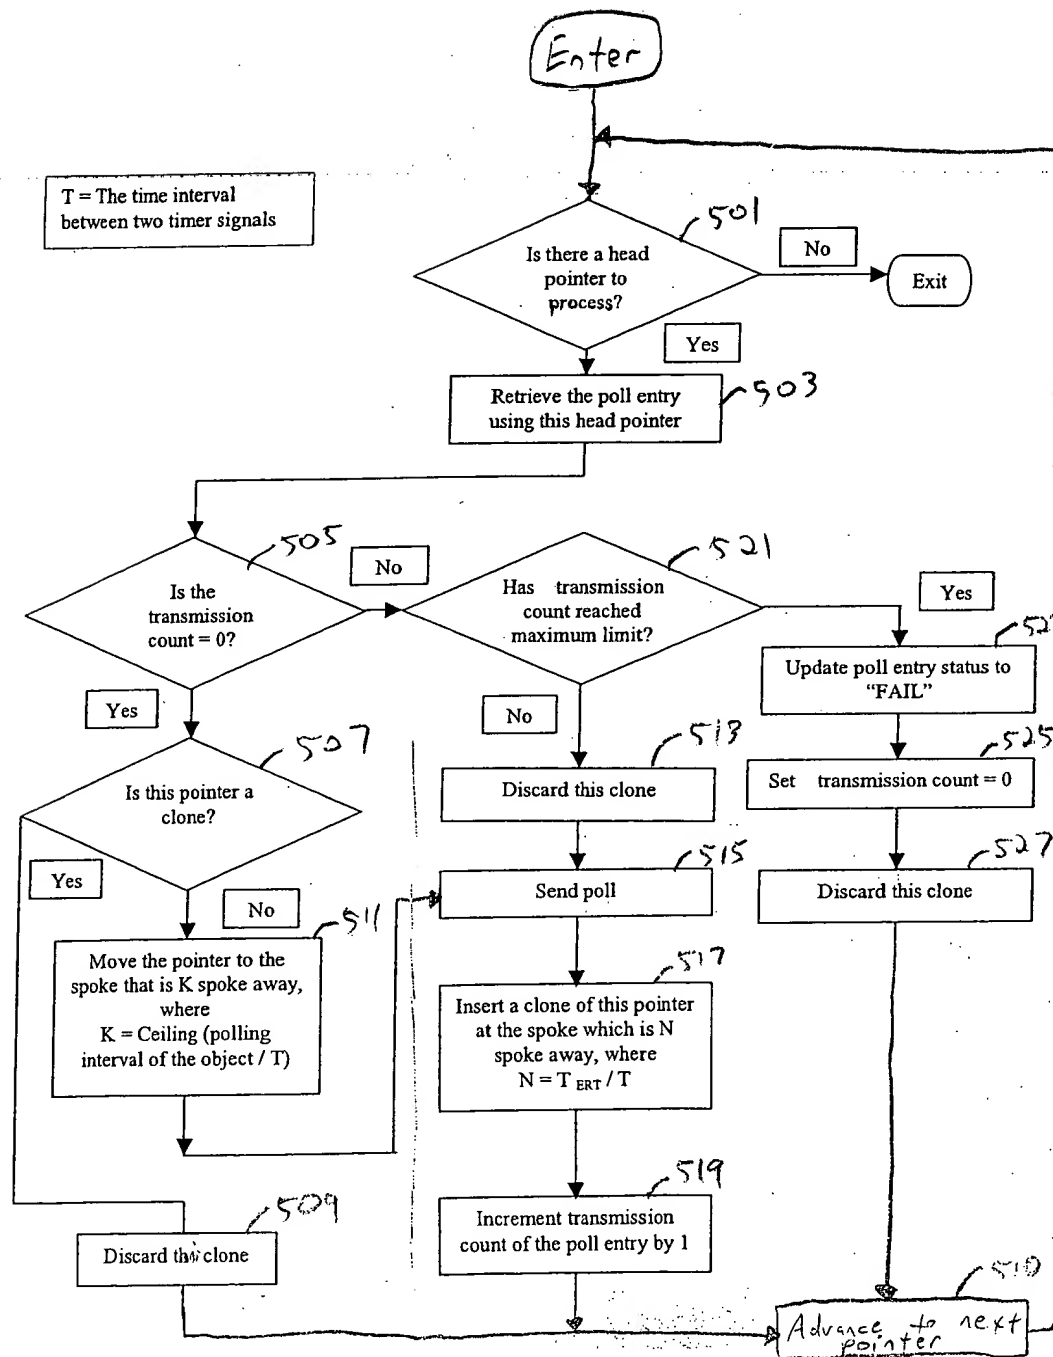 Enter
T = The time interval
between two timer signals
501
Is there a head
pointer to
process?
No
Exit
Yes
Retrieve the poll entry
using this head pointer
503
505
Is the
transmission
count = 0?
No
521
Has transmission
count reached
maximum limit?
Yes
Update poll entry status to
“FAIL”
Yes
No
507
Is this pointer a
clone?
513
Discard this clone
525
Set transmission count = 0
Yes
No
515
Send poll
527
Discard this clone
511
Move the pointer to the
spoke that is K spoke away,
where
K = Ceiling (polling
interval of the object / T)
517
Insert a clone of this pointer
at the spoke which is N
spoke away, where
N = T ERT / T
509
Discard this clone
519
Increment transmission
count of the poll entry by 1
510
Advance to next
pointer